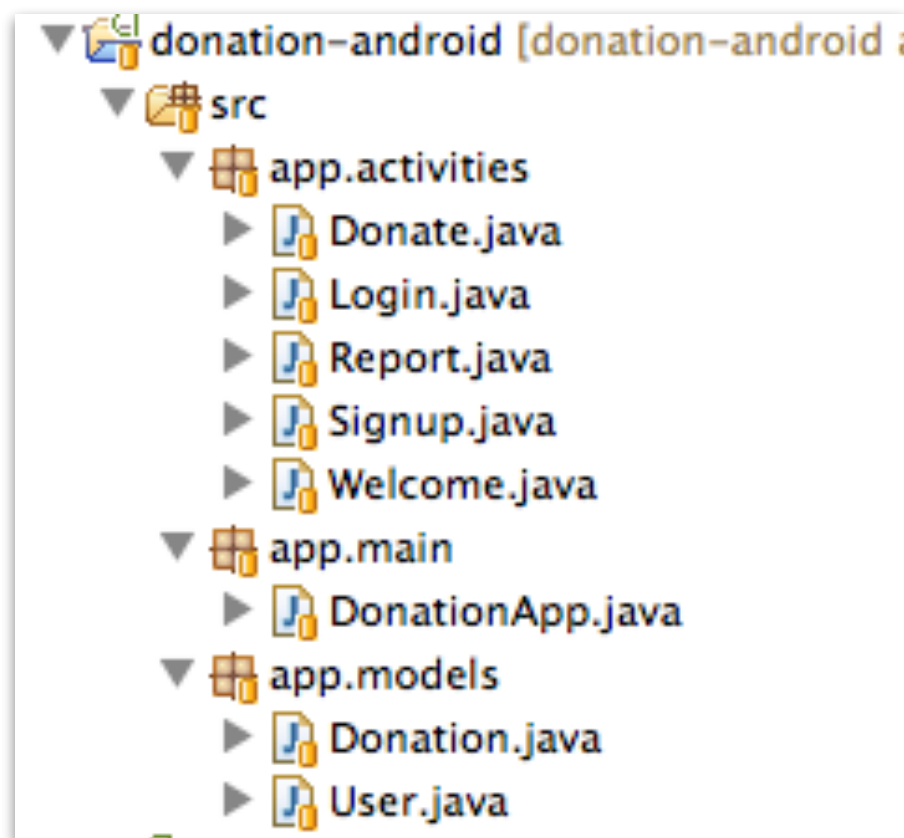 donation-android [donation-android
src
app.activities
Donate.java
Login.java
Report.java
Signup.java
Welcome.java
app.main
DonationApp.java
app.models
Donation.java
User.java